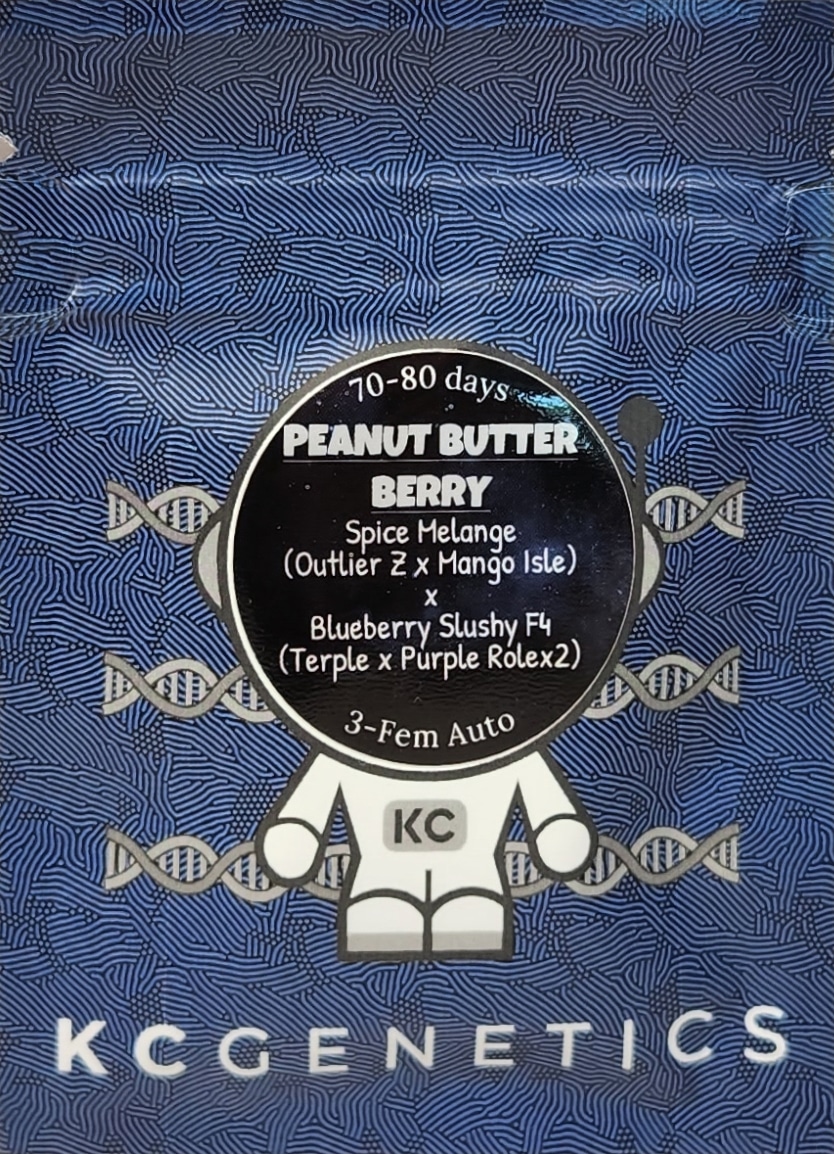 70-80 days
PEANUT BUTTER
BERRY
Spice Melange
(Outlier Z x Mango Isle)
x
Blueberry Slushy F4
(Terple x Purple Rolex2)
3-Fem Auto
KC
KCGENETICS